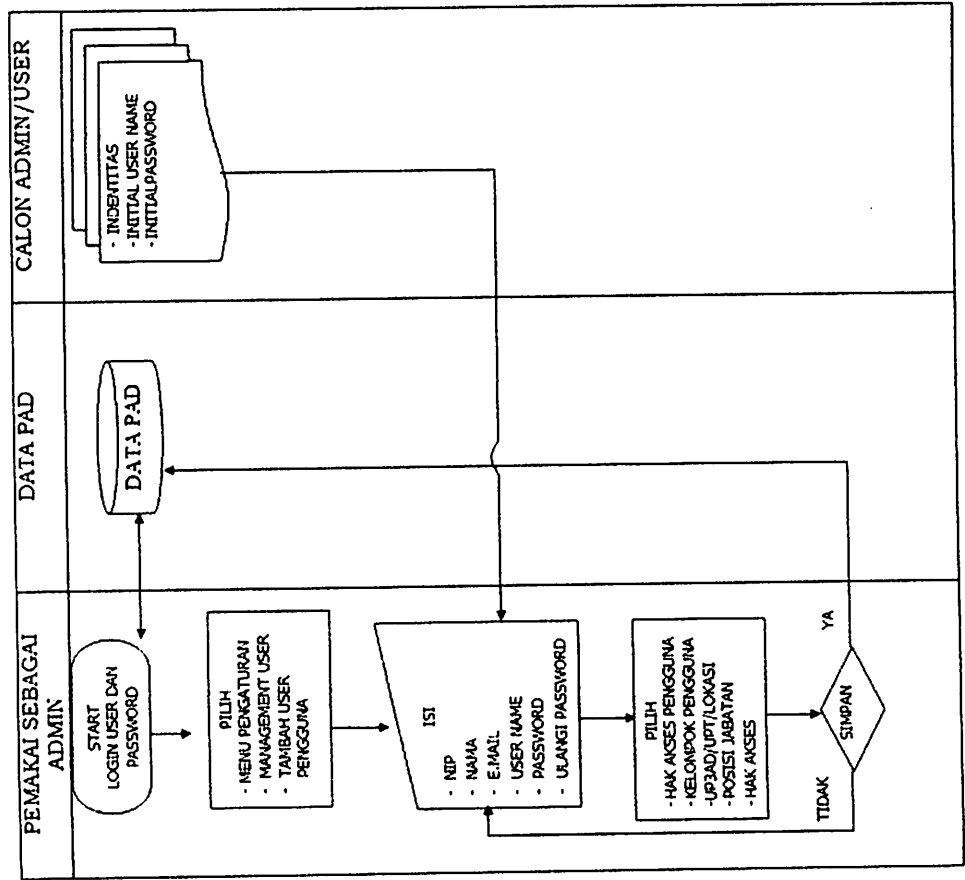 PEMAKAI SEBAGAI
ADMIN
DATA PAD
CALON ADMIN/USER
START
LOGIN USER DAN
PASSWORD
DATA PAD
- INDENTITAS
-INITIAL USER NAME
-INITIALPASSWORD
PILIH
- MENU PENGATURAN
- MANAGEMENT USER
- TAMBAH USER
PENGGUNA
ISI
- NIP
- NAMA
- E.MAIL
- USER NAME
- PASSWORD
- ULANGI PASSWORD
PILIH
-HAK AKSES PENGGUNA
-KELOMPOK PENGGUNA
-UP3AD/UPT/LOKASI
-POSISI JABATAN
-HAK AKSES
TIDAK
SIMPAN
YA